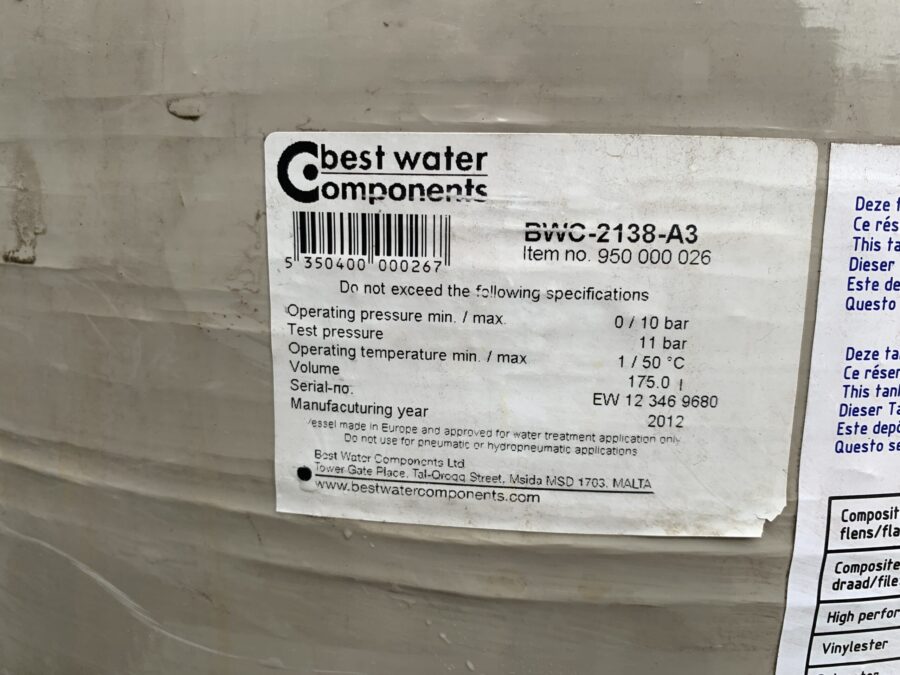 best water
components
5 350400 000267
BWC-2138-A3
Item no. 950 000 026
Do not exceed the following specifications
Operating pressure min. / max. 0 / 10 bar
Test pressure 11 bar
Operating temperature min. / max 1 / 50 °C
Volume 175.0 l
Serial-no. EW 12 346 9680
Manufacturing year 2012
Vessel made in Europe and approved for water treatment application only
Do not use for pneumatic or hydropneumatic applications
Best Water Components Ltd
Tower Gate Place, Tal-Qroqq Street, Msida MSD 1703, MALTA
www.bestwatercomponents.com
Deze
Ce rés
This ta
Dieser
Este de
Questo
Deze ta
Ce réser
This tank
Dieser Ta
Este depó
Questo se
Composit
flens/fla
Composite
draad/file
High perfor
Vinylester